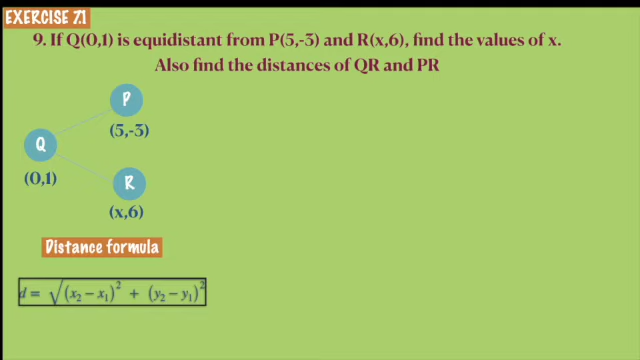 EXERCISE 7.1
9. If Q(0,1) is equidistant from P(5,-3) and R(x,6), find the values of x.
Also find the distances of QR and PR
P
(5,-3)
Q
(0,1)
R
(x,6)
Distance formula
d = √(x₂ − x₁)² + (y₂ − y₁)²